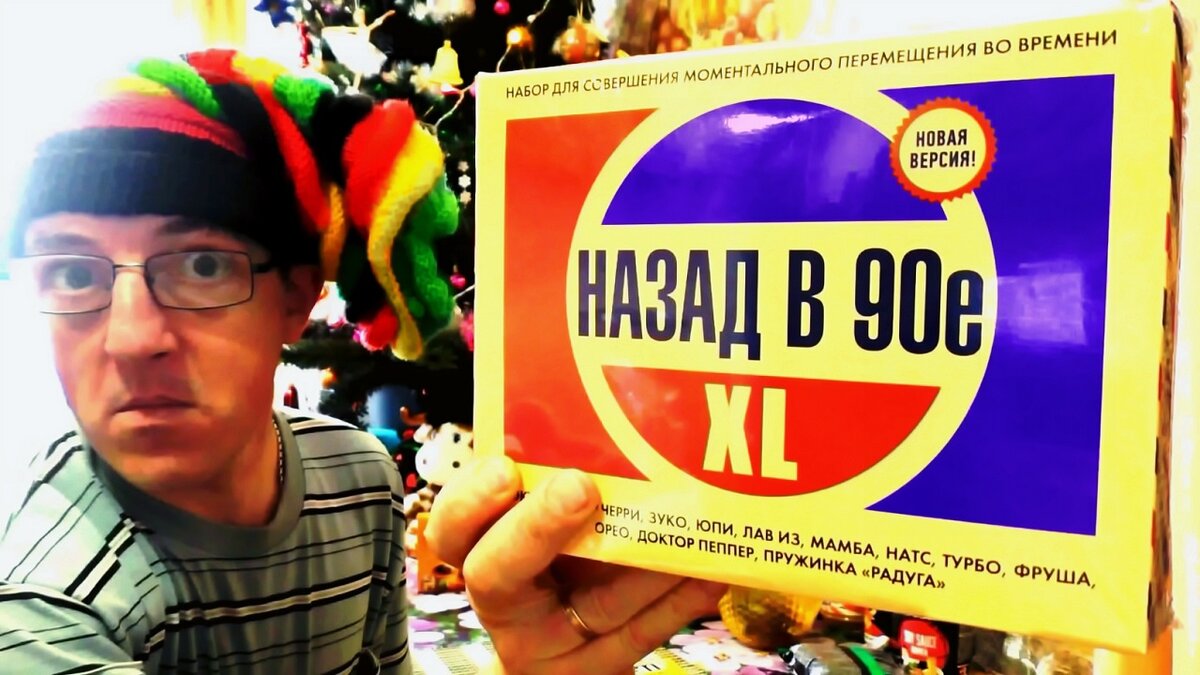 НАБОР ДЛЯ СОВЕРШЕНИЯ МОМЕНТАЛЬНОГО ПЕРЕМЕЩЕНИЯ ВО ВРЕМЕНИ
НОВАЯ
ВЕРСИЯ!
НАЗАД В 90е
XL
ЧЕРРИ, ЗУКО, ЮПИ, ЛАВ ИЗ, МАМБА, НАТС, ТУРБО, ФРУША,
ОРЕО, ДОКТОР ПЕППЕР, ПРУЖИНКА «РАДУГА»
SAUCE